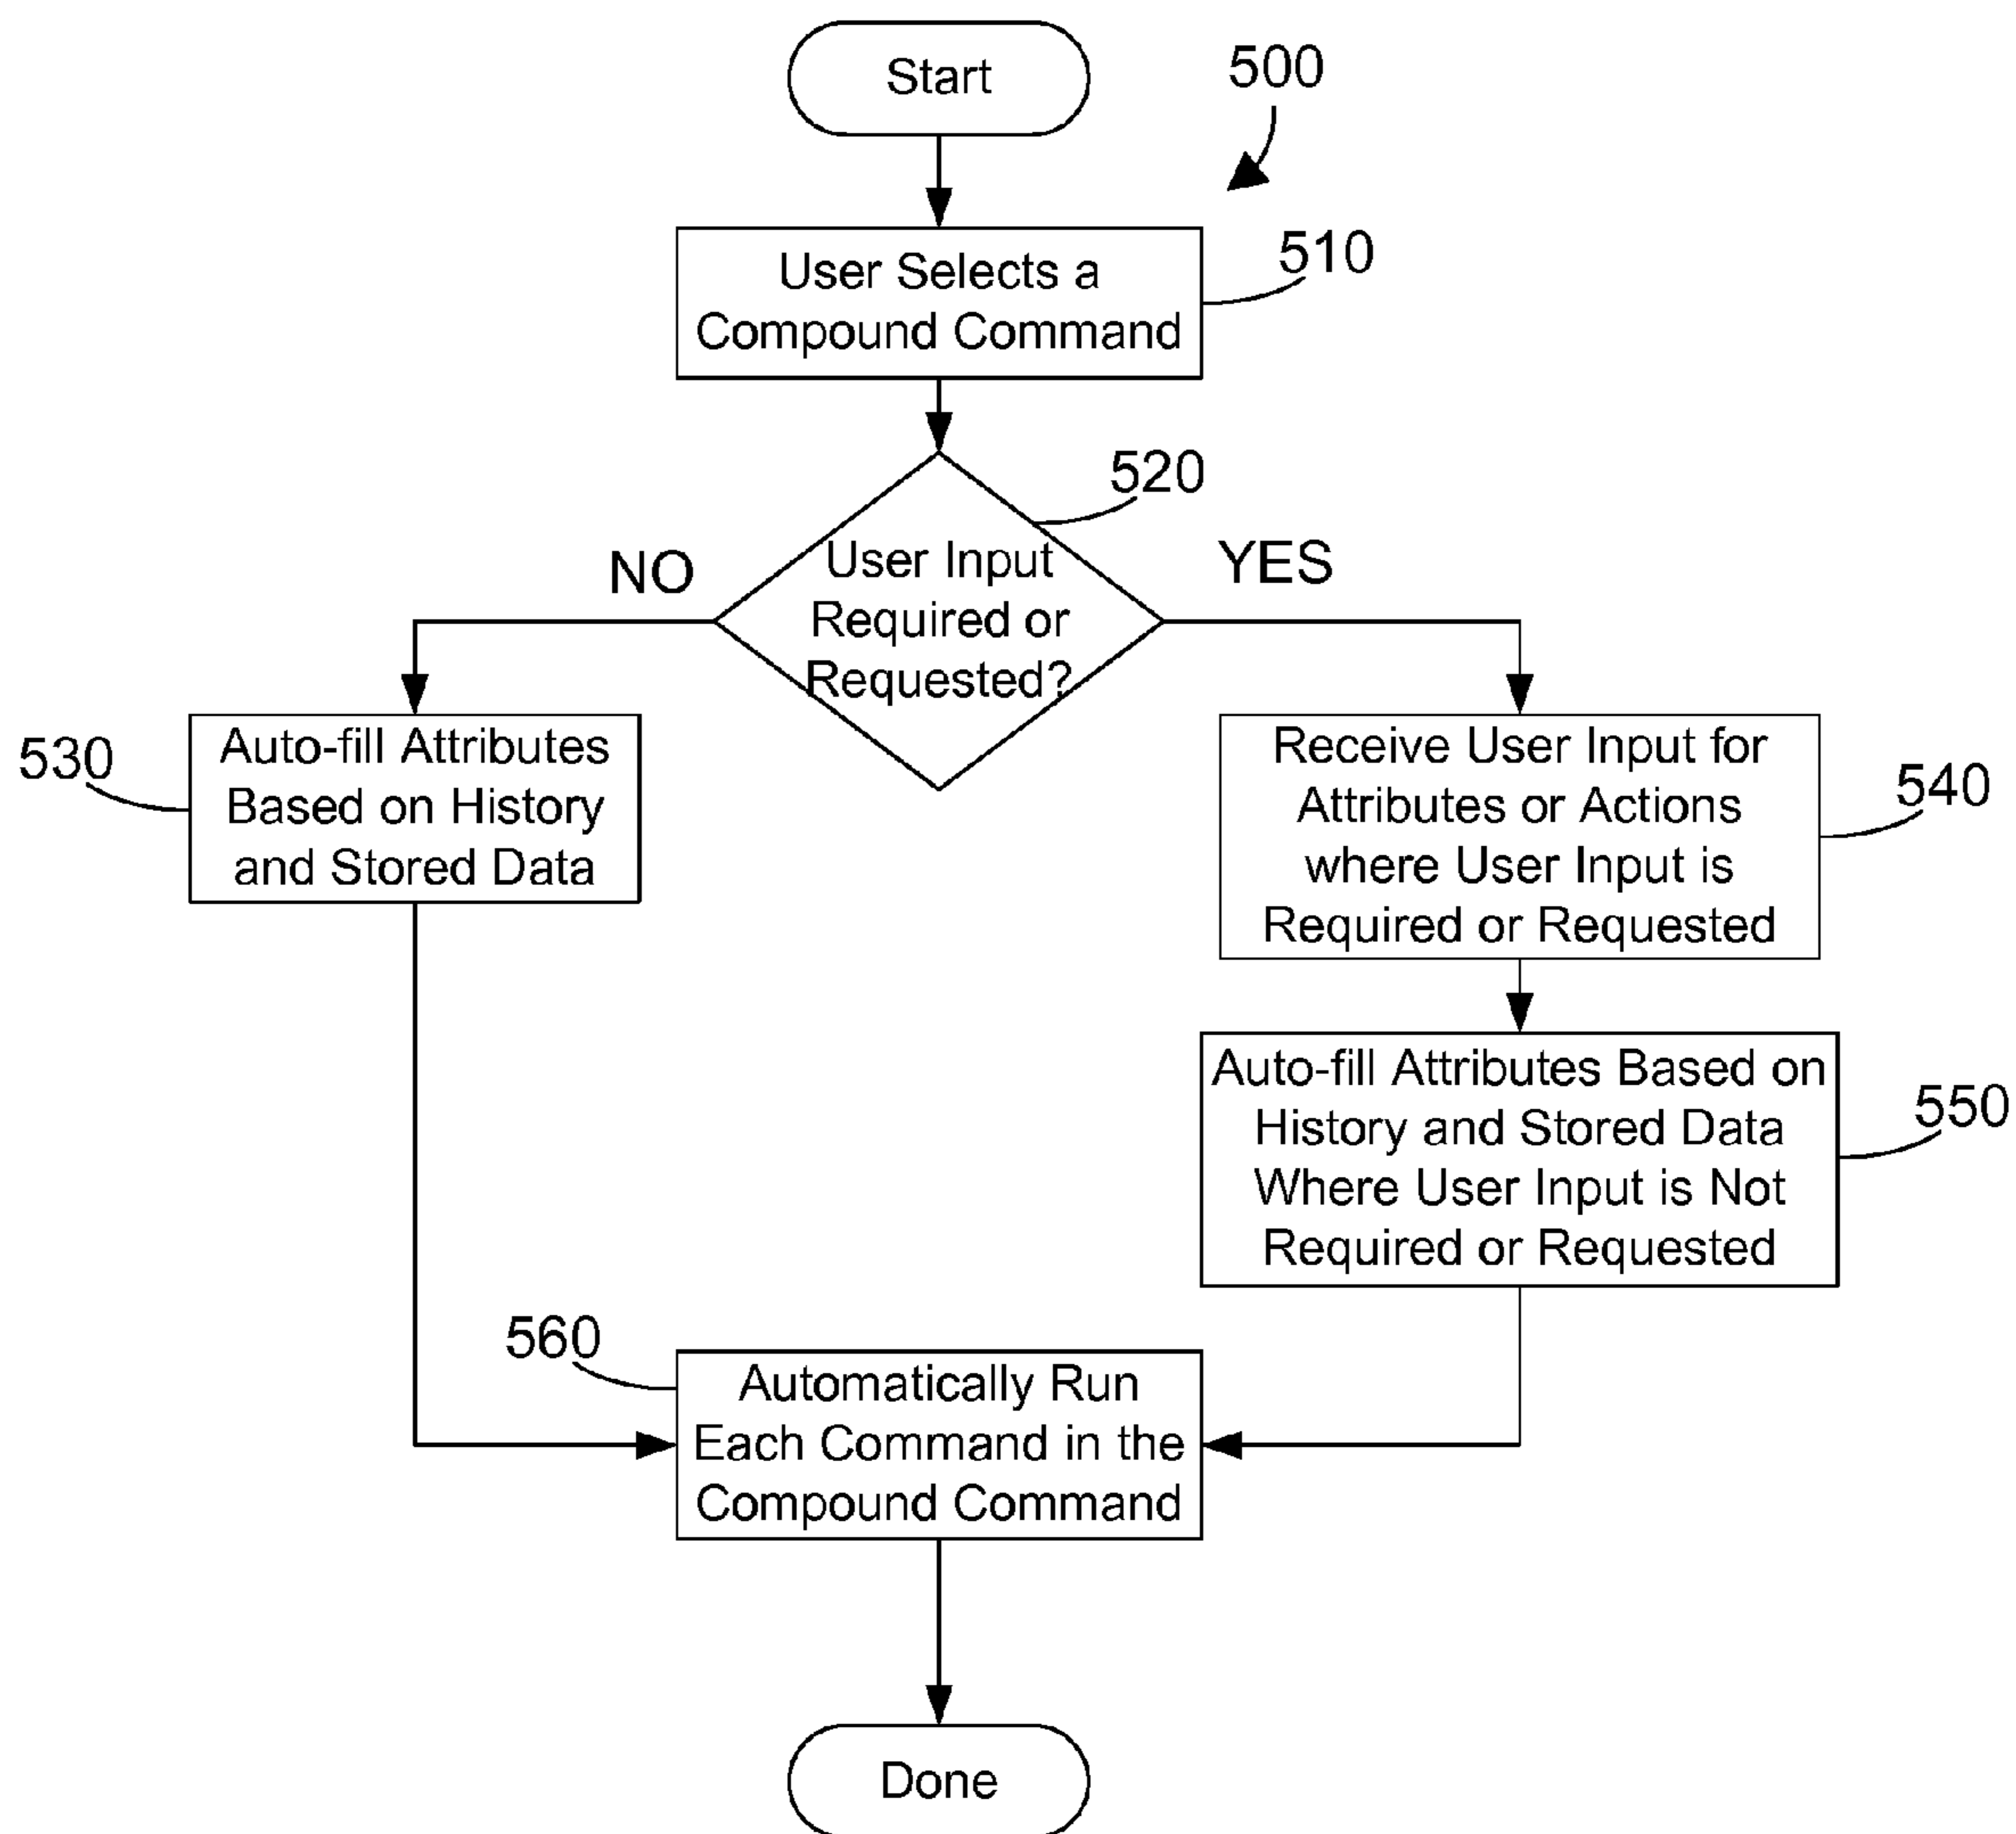 Start
500
User Selects a
Compound Command
510
520
User Input
Required or
Requested?
NO
YES
Auto-fill Attributes
Based on History
and Stored Data
530
Receive User Input for
Attributes or Actions
where User Input is
Required or Requested
540
Auto-fill Attributes Based on
History and Stored Data
Where User Input is Not
Required or Requested
550
560
Automatically Run
Each Command in the
Compound Command
Done